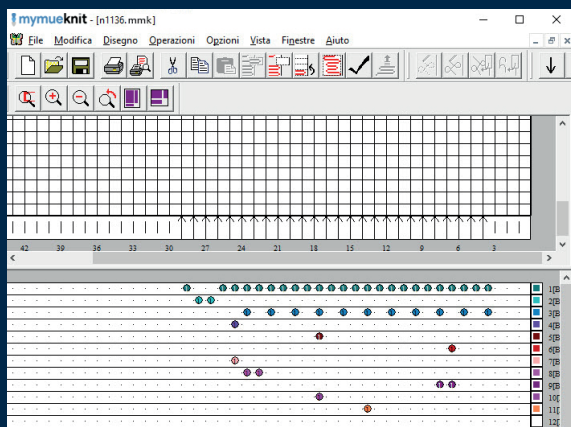 mymueknit - [n1136.mmk]
File Modifica Disegno Operazioni Opzioni Vista Finestre Aiuto
42 39 36 33 30 27 24 21 18 15 12 9 6 3
1[B
2[B
3[B
4[B
5[B
6[B
7[B
8[B
9[B
10[
11[
12[